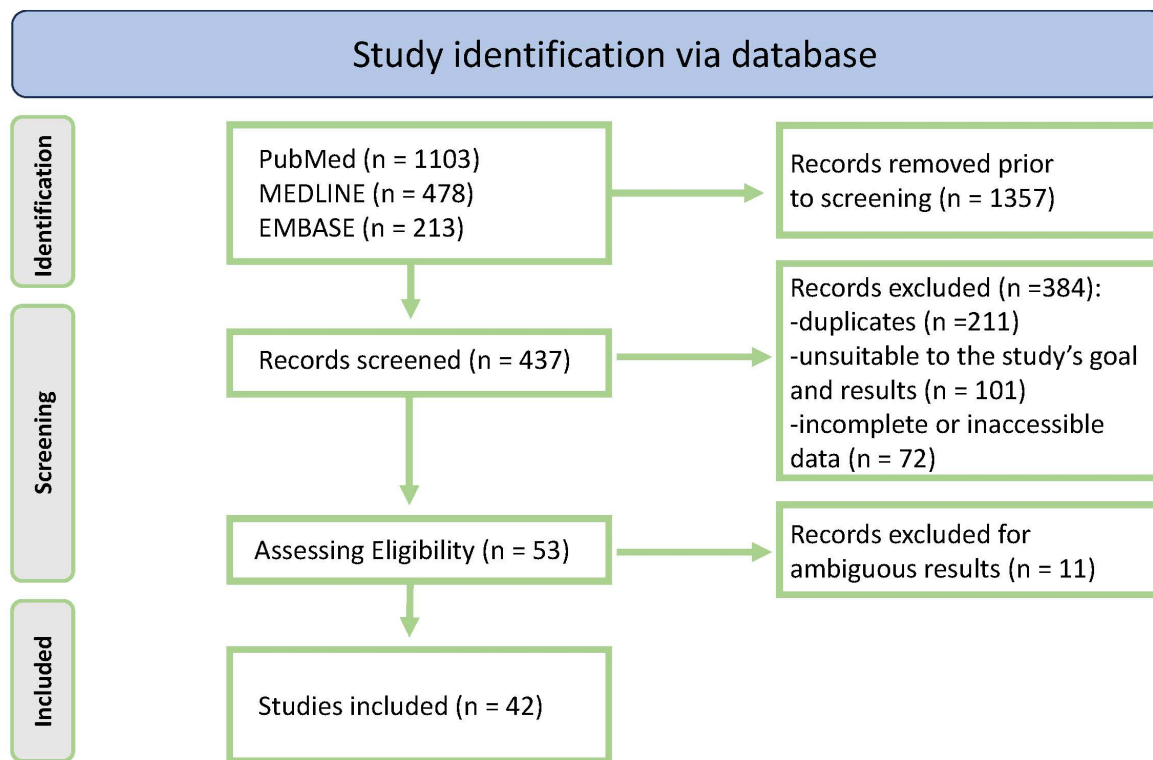 Study identification via database
Identification
PubMed (n = 1103)
MEDLINE (n = 478)
EMBASE (n = 213)
Records removed prior
to screening (n = 1357)
Screening
Records screened (n = 437)
Records excluded (n =384):
-duplicates (n =211)
-unsuitable to the study’s goal
and results (n = 101)
-incomplete or inaccessible
data (n = 72)
Assessing Eligibility (n = 53)
Records excluded for
ambiguous results (n = 11)
Included
Studies included (n = 42)